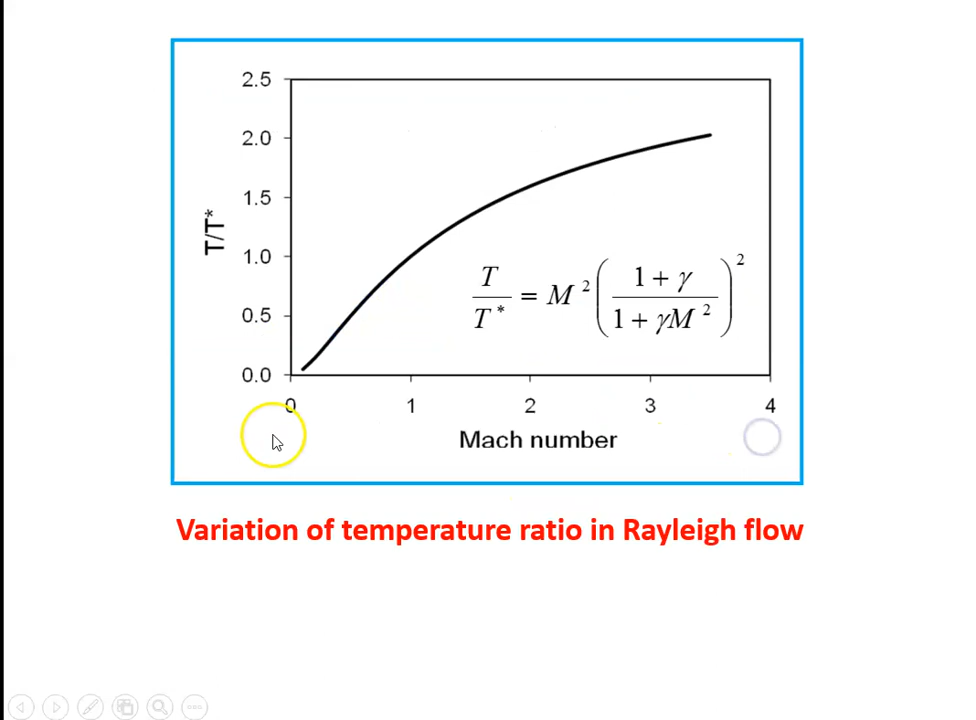 2.5
2.0
1.5
1.0
0.5
0.0
T/T*
T/T* = M² ((1 + γ)/(1 + γM²))²
0 1 2 3 4
Mach number
Variation of temperature ratio in Rayleigh flow